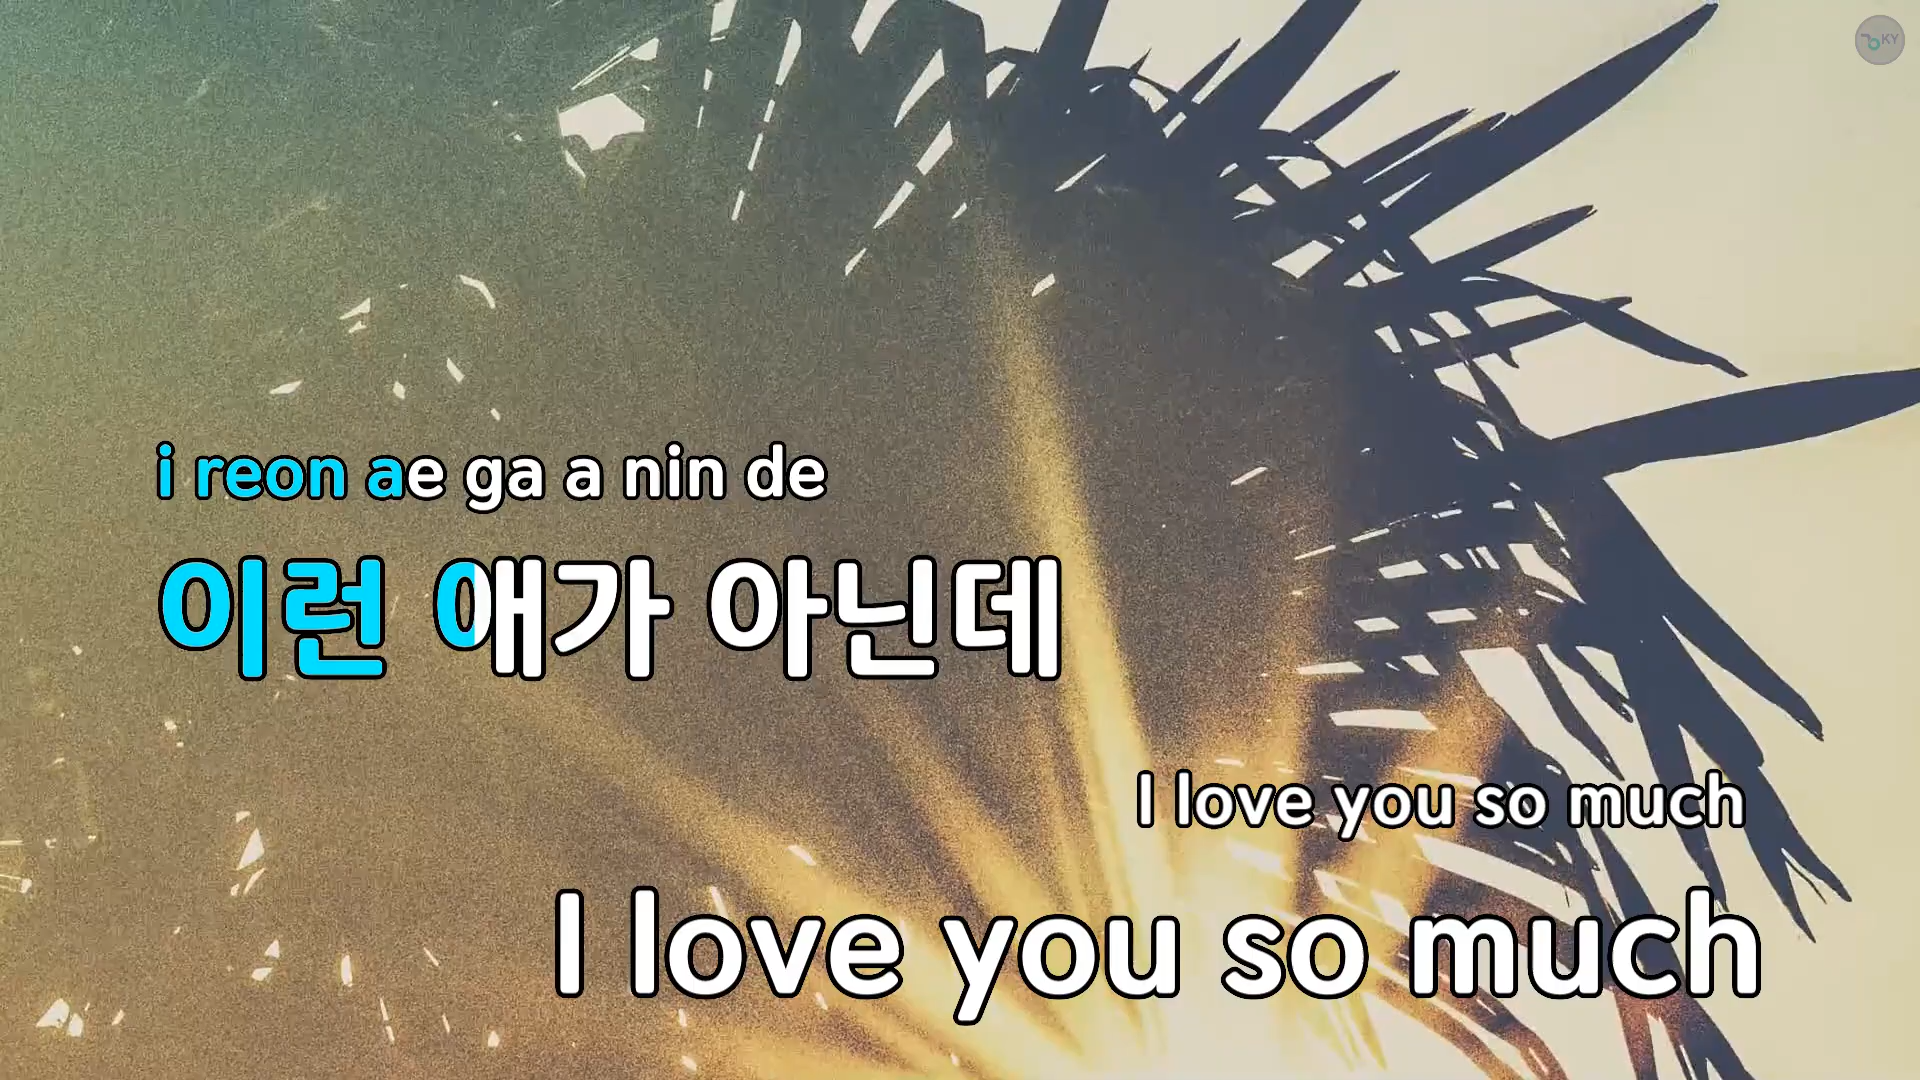 KY
i reon ae ga a nin de
이런 애가 아닌데
I love you so much
I love you so much